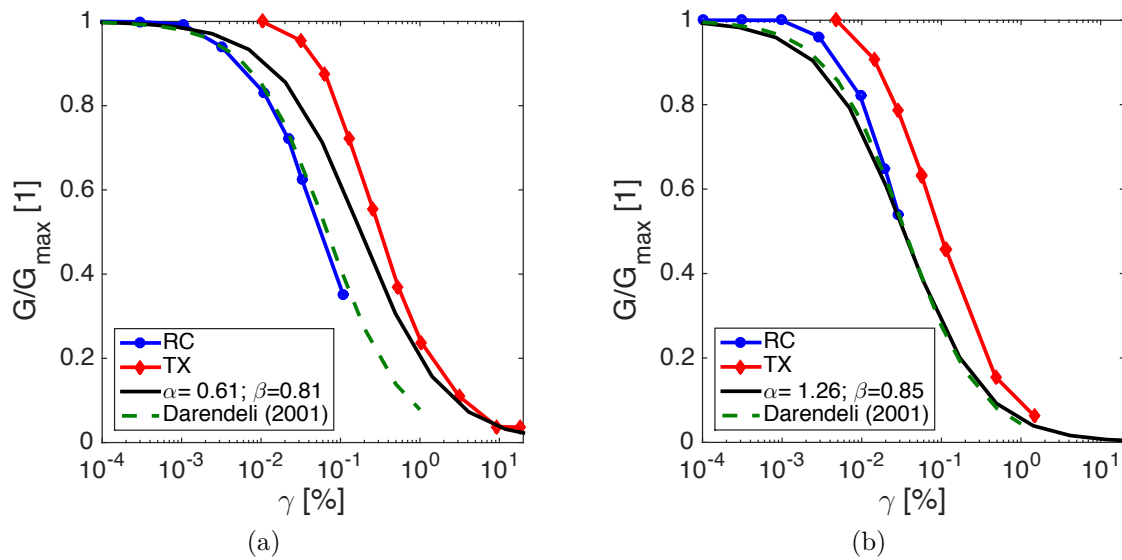 1
0.8
0.6
0.4
0.2
0
G/G_max [1]
RC
TX
α= 0.61; β=0.81
Darendeli (2001)
10^-4 10^-3 10^-2 10^-1 10^0 10^1
γ [%]
(a)
1
0.8
0.6
0.4
0.2
0
G/G_max [1]
RC
TX
α= 1.26; β=0.85
Darendeli (2001)
10^-4 10^-3 10^-2 10^-1 10^0 10^1
γ [%]
(b)